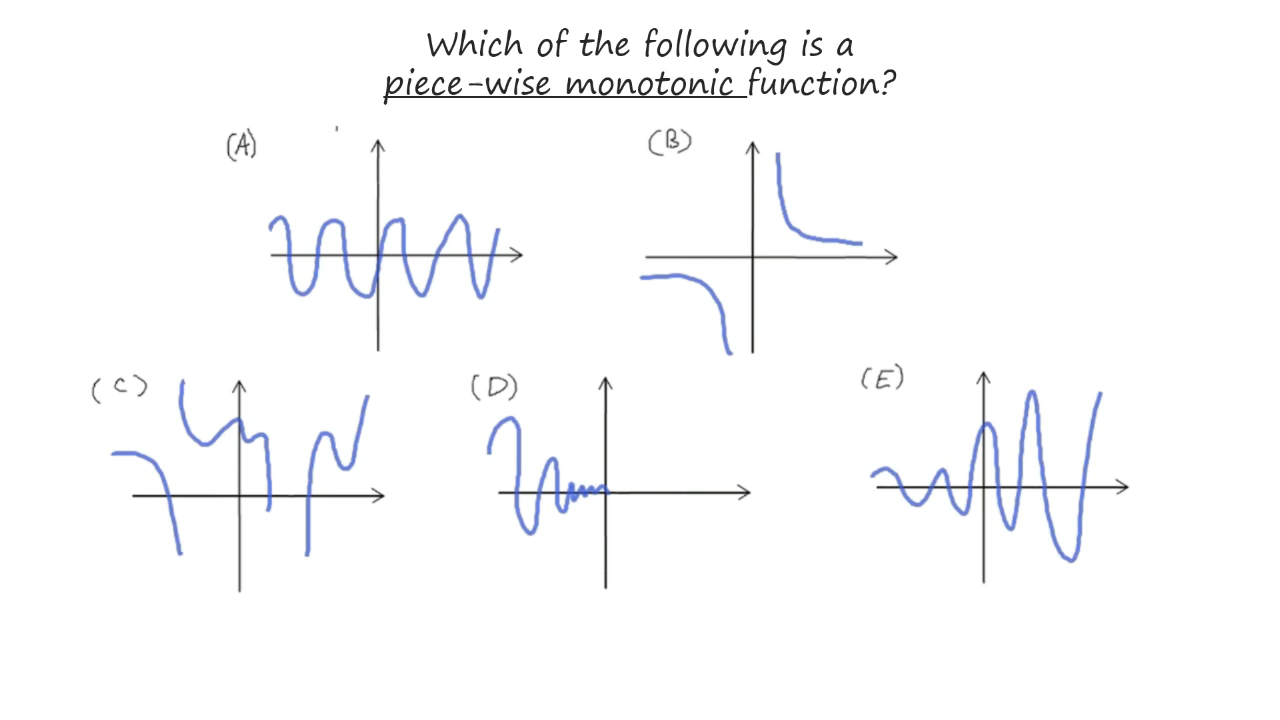 Which of the following is a
piece-wise monotonic function?
(A)
(B)
(C)
(D)
(E)